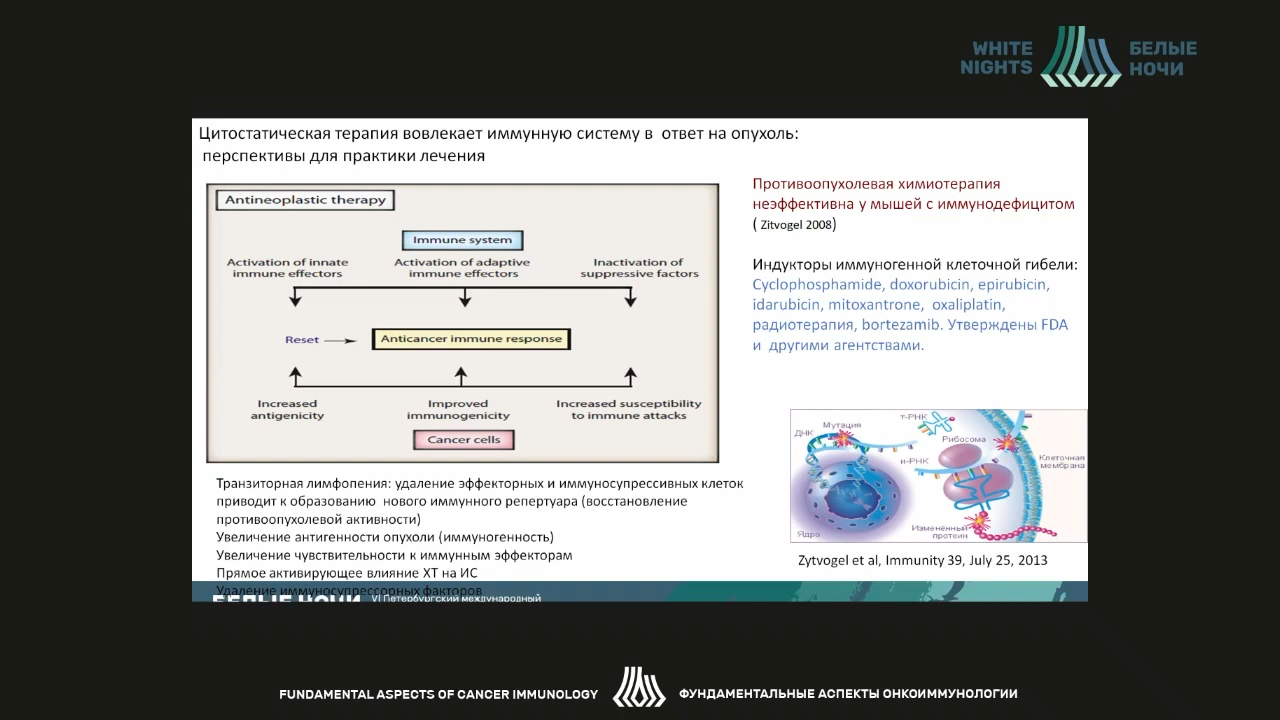 WHITE
NIGHTS
БЕЛЫЕ
НОЧИ
Цитостатическая терапия вовлекает иммунную систему в ответ на опухоль:
перспективы для практики лечения
Antineoplastic therapy
Immune system
Activation of innate
immune effectors
Activation of adaptive
immune effectors
Inactivation of
suppressive factors
Reset
Anticancer immune response
Increased
antigenicity
Improved
immunogenicity
Increased susceptibility
to immune attacks
Cancer cells
Противоопухолевая химиотерапия
неэффективна у мышей с иммунодефицитом
( Zitvogel 2008)
Индукторы иммуногенной клеточной гибели:
Cyclophosphamide, doxorubicin, epirubicin,
idarubicin, mitoxantrone, oxaliplatin,
радиотерапия, bortezamib. Утверждены FDA
и другими агентствами.
т-РНК
Мутация
ДНК
Рибосома
и-РНК
Клеточная
мембрана
Изменённый
протеин
Ядро
Zytvogel et al, Immunity 39, July 25, 2013
Транзиторная лимфопения: удаление эффекторных и иммуносупрессивных клеток
приводит к образованию нового иммунного репертуара (восстановление
противоопухолевой активности)
Увеличение антигенности опухоли (иммуногенность)
Увеличение чувствительности к иммунным эффекторам
Прямое активирующее влияние ХТ на ИС
Удаление иммуносупрессорных факторов
БЕЛЫЕ НОЧИ
VI Петербургский международный
FUNDAMENTAL ASPECTS OF CANCER IMMUNOLOGY
ФУНДАМЕНТАЛЬНЫЕ АСПЕКТЫ ОНКОИММУНОЛОГИИ